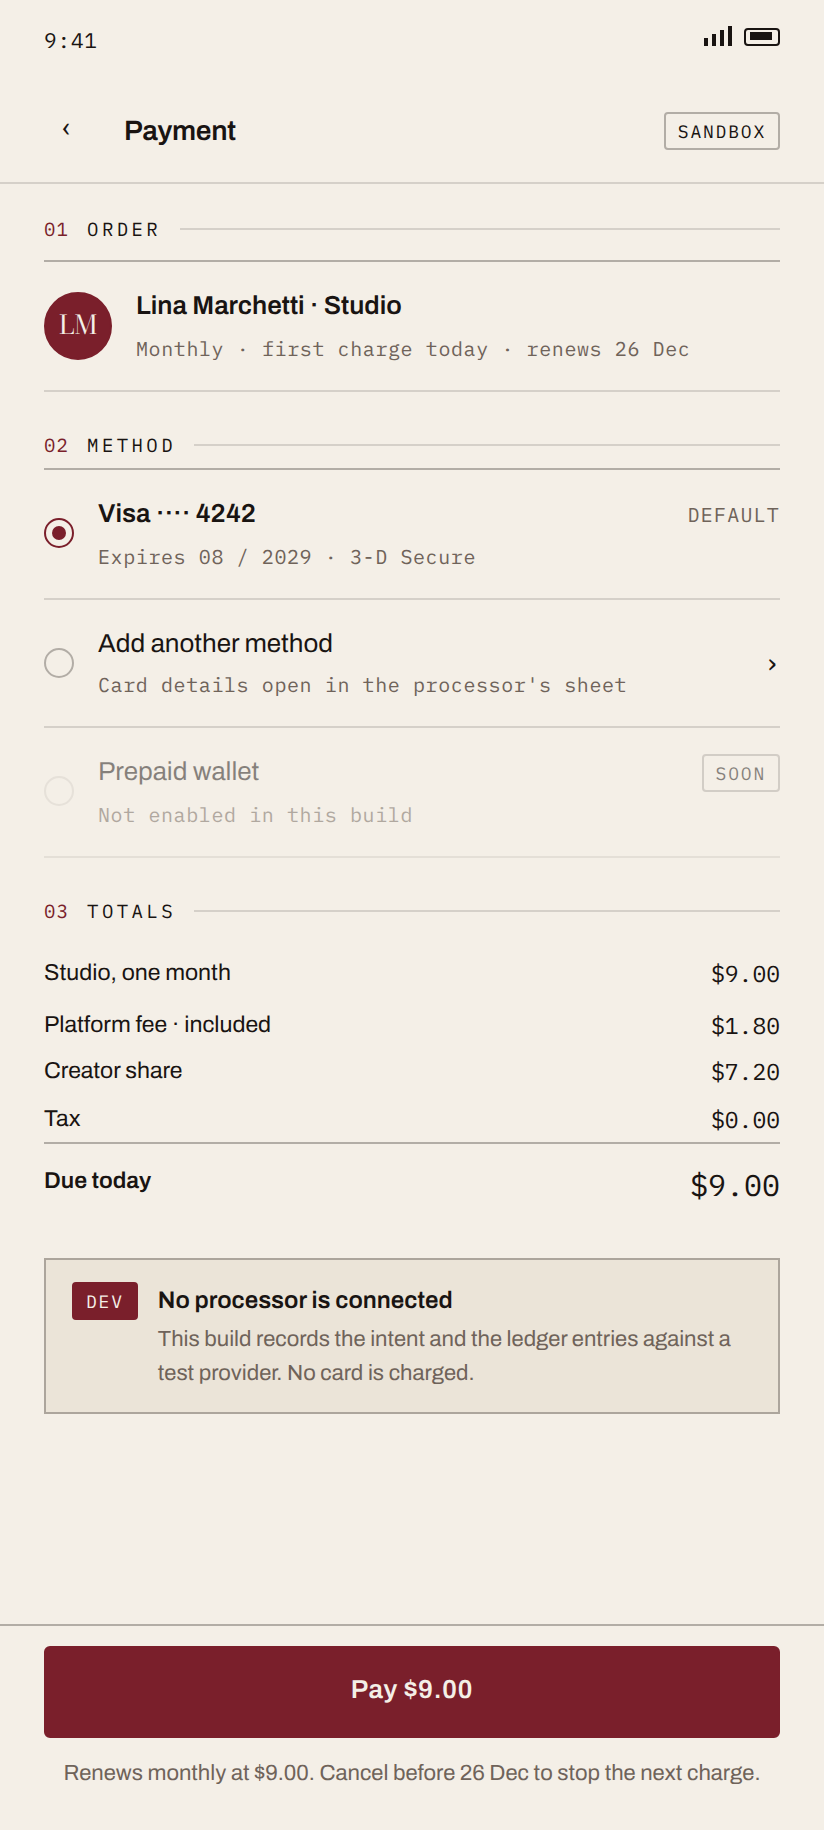 9:41
‹ Payment SANDBOX
01 ORDER
LM
Lina Marchetti · Studio
Monthly · first charge today · renews 26 Dec
02 METHOD
Visa ···· 4242 DEFAULT
Expires 08 / 2029 · 3-D Secure
Add another method ›
Card details open in the processor's sheet
Prepaid wallet SOON
Not enabled in this build
03 TOTALS
Studio, one month $9.00
Platform fee · included $1.80
Creator share $7.20
Tax $0.00
Due today $9.00
DEV No processor is connected
This build records the intent and the ledger entries against a
test provider. No card is charged.
Pay $9.00
Renews monthly at $9.00. Cancel before 26 Dec to stop the next charge.